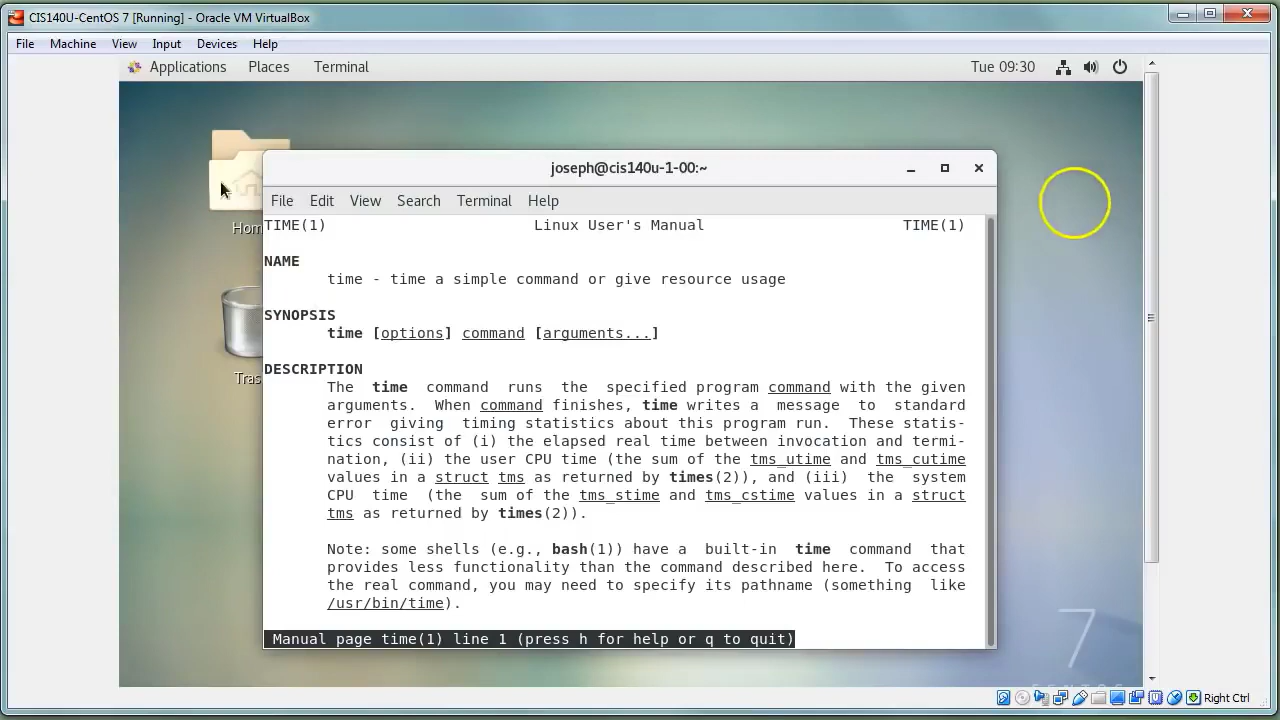 CIS140U-CentOS 7 [Running] - Oracle VM VirtualBox
File Machine View Input Devices Help
Applications Places Terminal Tue 09:30
joseph@cis140u-1-00:~
File Edit View Search Terminal Help
TIME(1) Linux User's Manual TIME(1)
NAME
time - time a simple command or give resource usage
SYNOPSIS
time [options] command [arguments...]
DESCRIPTION
The time command runs the specified program command with the given
arguments. When command finishes, time writes a message to standard
error giving timing statistics about this program run. These statis-
tics consist of (i) the elapsed real time between invocation and termi-
nation, (ii) the user CPU time (the sum of the tms_utime and tms_cutime
values in a struct tms as returned by times(2)), and (iii) the system
CPU time (the sum of the tms_stime and tms_cstime values in a struct
tms as returned by times(2)).
Note: some shells (e.g., bash(1)) have a built-in time command that
provides less functionality than the command described here. To access
the real command, you may need to specify its pathname (something like
/usr/bin/time).
Manual page time(1) line 1 (press h for help or q to quit)
Hom
Tras
7
Right Ctrl